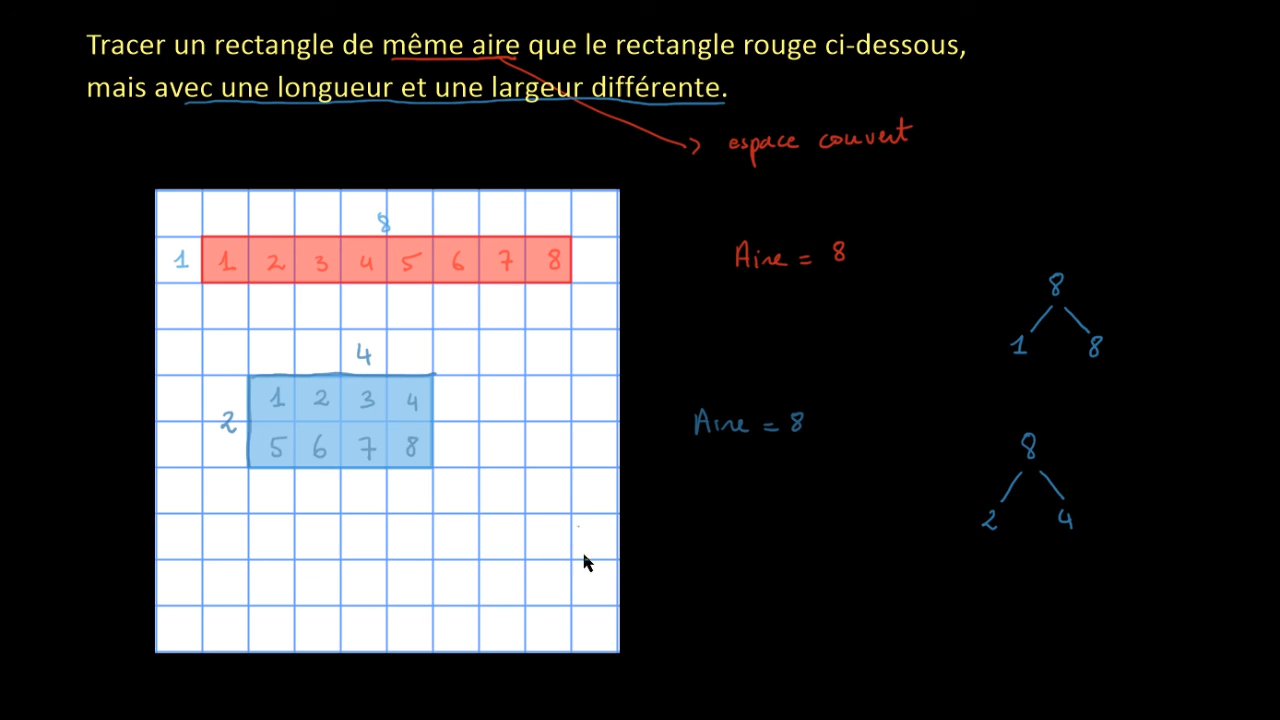 Tracer un rectangle de même aire que le rectangle rouge ci-dessous,
mais avec une longueur et une largeur différente.
espace couvert
8
1 1 2 3 4 5 6 7 8
Aire = 8
8
1 8
4
2 1 2 3 4
5 6 7 8
Aire = 8
8
2 4